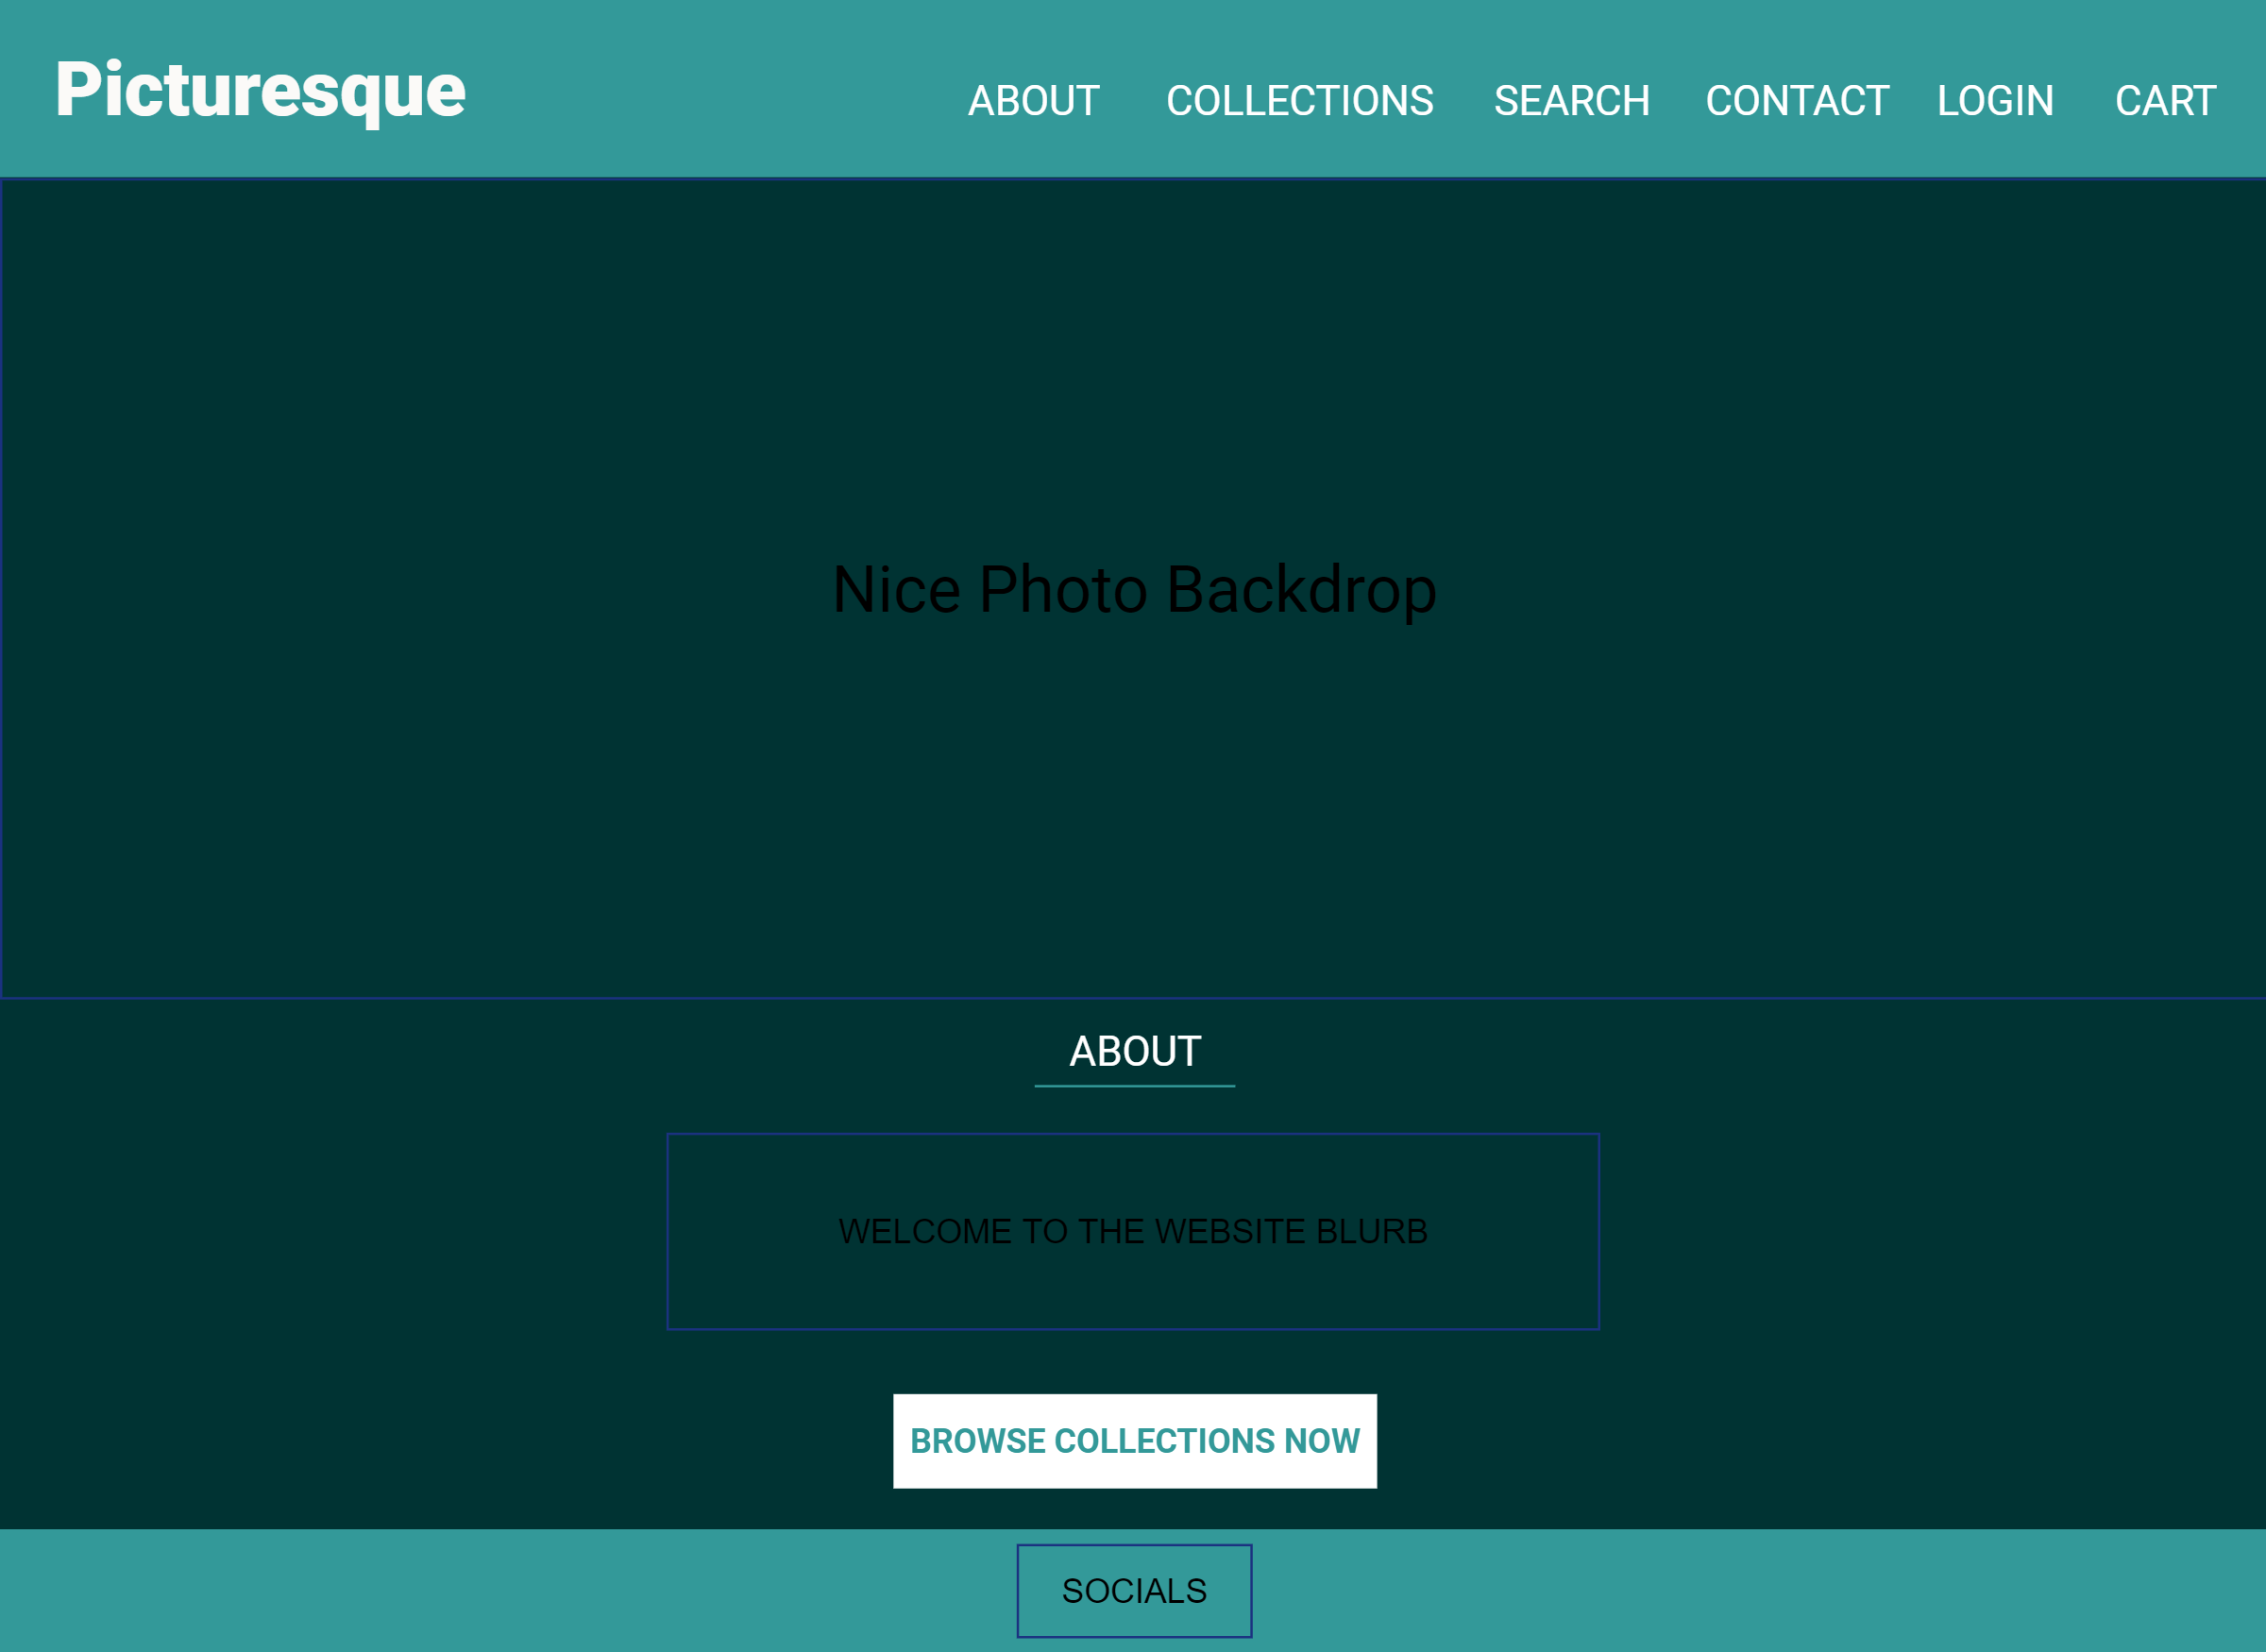 Picturesque
ABOUT COLLECTIONS SEARCH CONTACT LOGIN CART
Nice Photo Backdrop
ABOUT
WELCOME TO THE WEBSITE BLURB
BROWSE COLLECTIONS NOW
SOCIALS